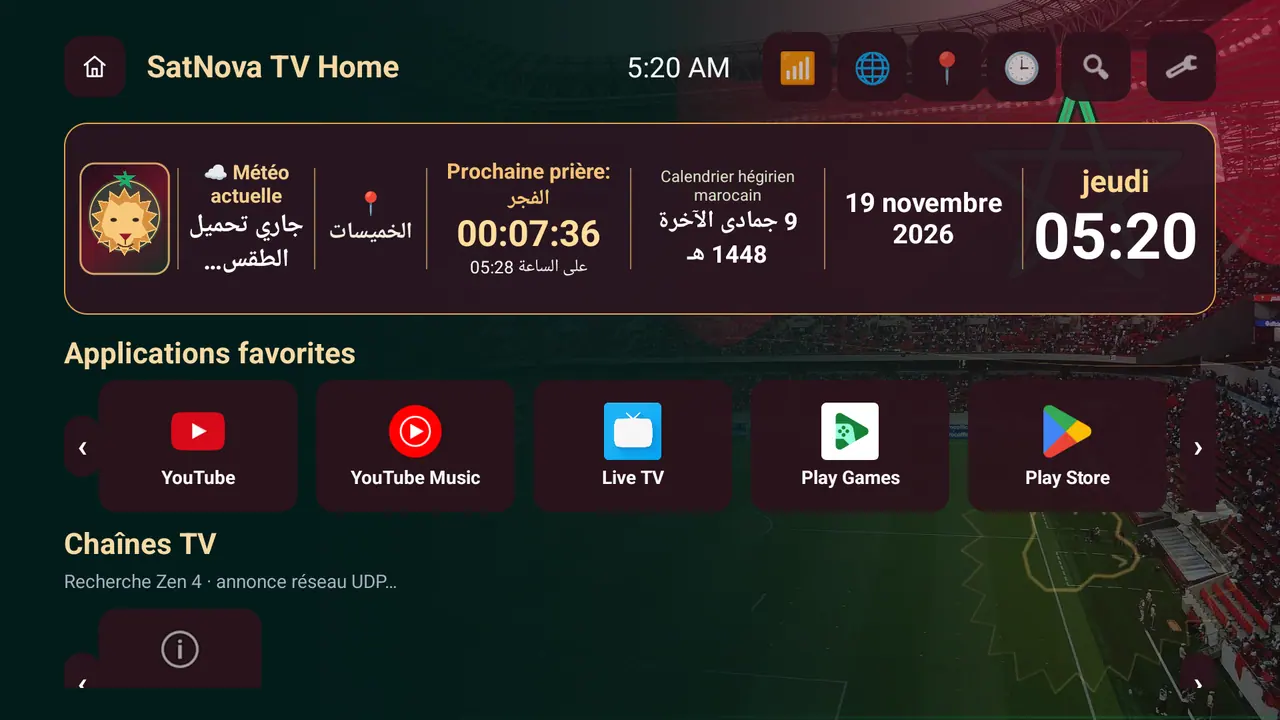 SatNova TV Home
5:20 AM
☁️ Météo
actuelle
جاري تحميل
الطقس...
الخميسات
Prochaine prière:
الفجر
00:07:36
على الساعة 05:28
Calendrier hégirien
marocain
9 جمادى الآخرة
1448 هـ
19 novembre
2026
jeudi
05:20
Applications favorites
YouTube
YouTube Music
Live TV
Play Games
Play Store
Chaînes TV
Recherche Zen 4 · annonce réseau UDP...